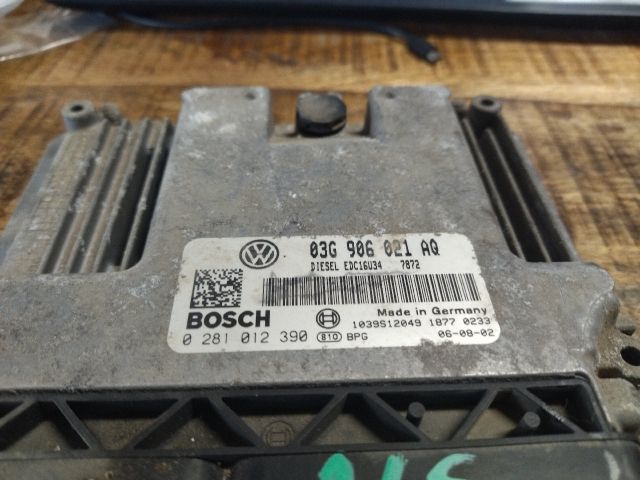 03G 906 021 AQ
DIESEL EDC16U34 7872
Made in Germany
BOSCH 1039S12049 1877 0233
0 281 012 390 810 BPG 06-08-02